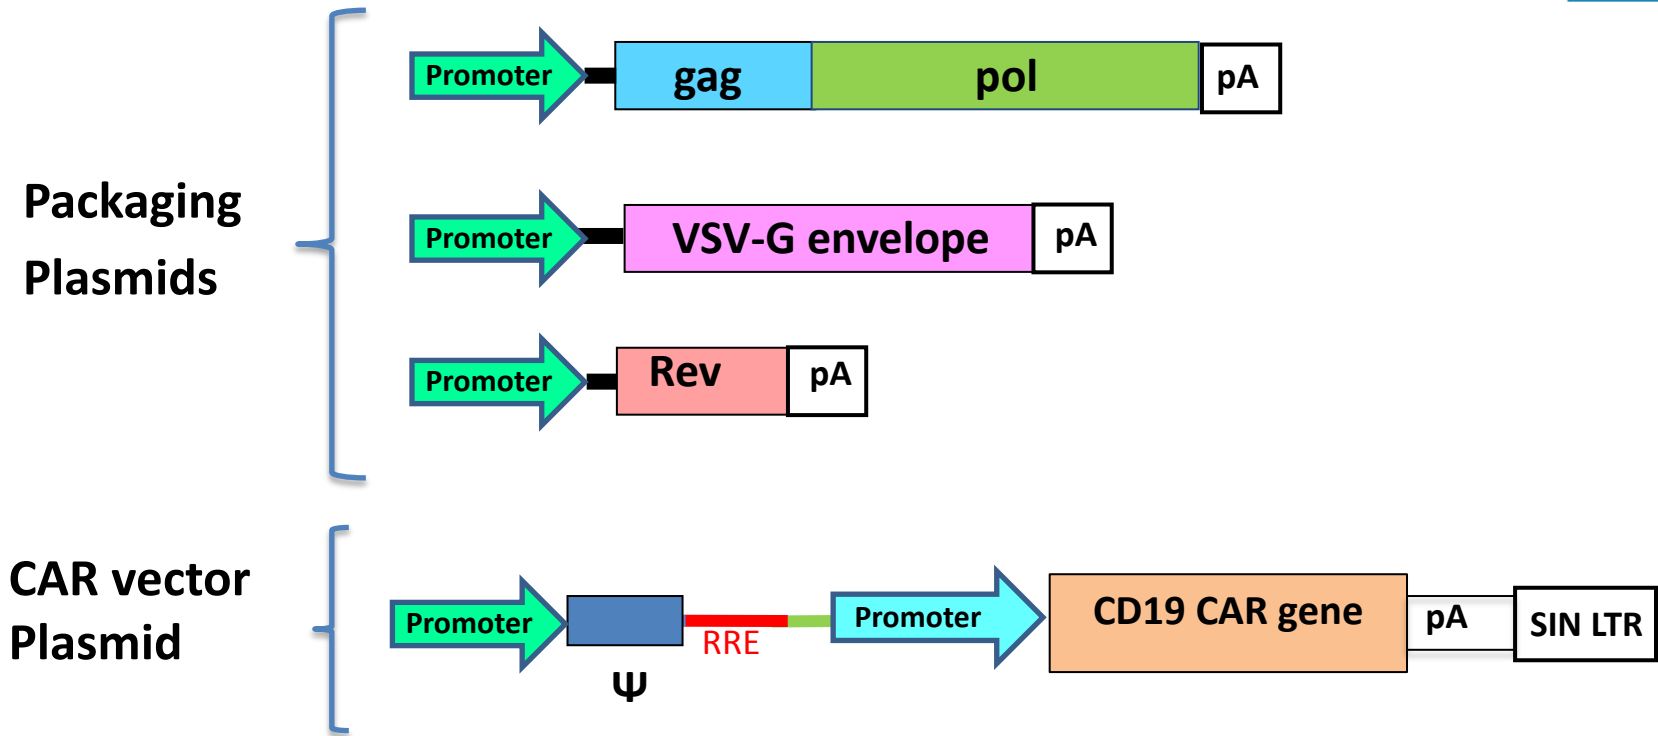 Promoter gag pol pA
Packaging
Plasmids
Promoter VSV-G envelope pA
Promoter Rev pA
CAR vector
Plasmid
Promoter Ψ RRE Promoter CD19 CAR gene pA SIN LTR